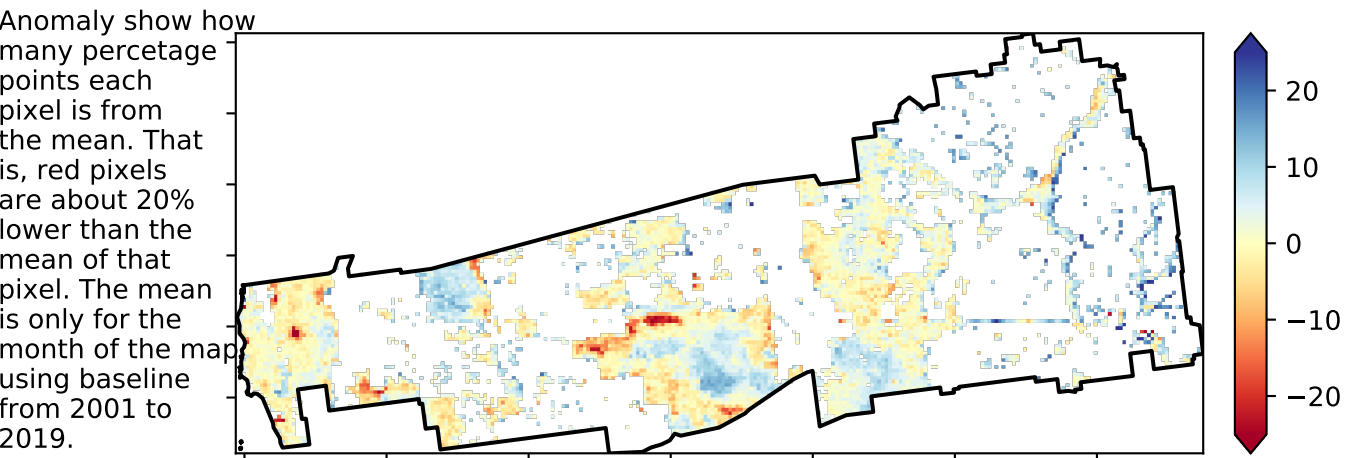 Anomaly show how
many percetage
points each
pixel is from
the mean. That
is, red pixels
are about 20%
lower than the
mean of that
pixel. The mean
is only for the
month of the map
using baseline
from 2001 to
2019.
20
10
0
−10
−20